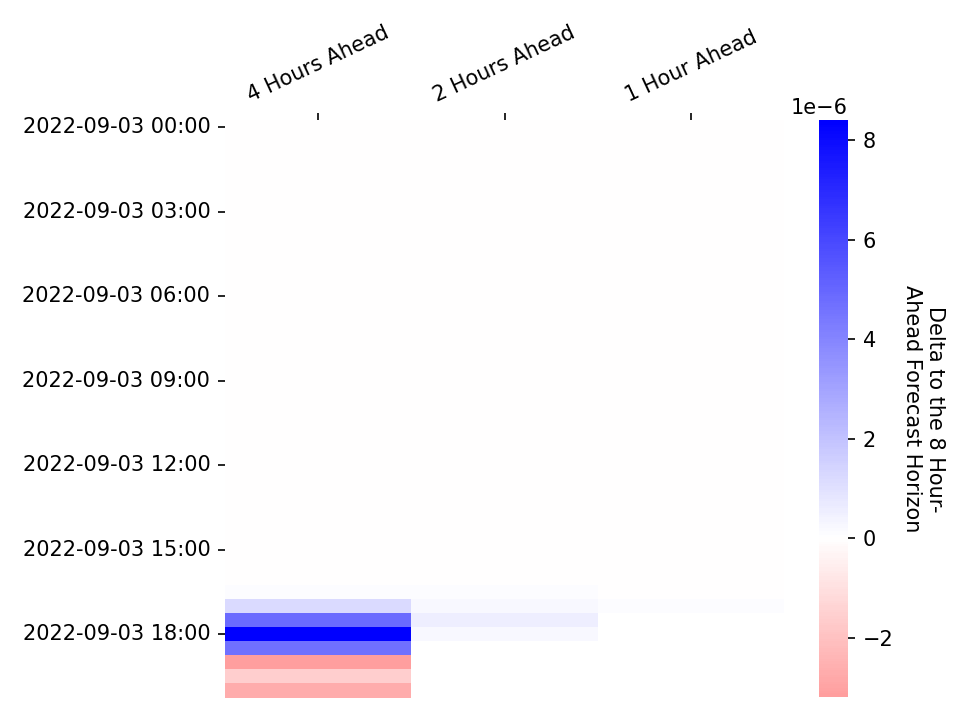 4 Hours Ahead
2 Hours Ahead
1 Hour Ahead
1e−6
2022-09-03 00:00
2022-09-03 03:00
2022-09-03 06:00
2022-09-03 09:00
2022-09-03 12:00
2022-09-03 15:00
2022-09-03 18:00
8
6
4
2
0
−2
Delta to the 8 Hour-
Ahead Forecast Horizon